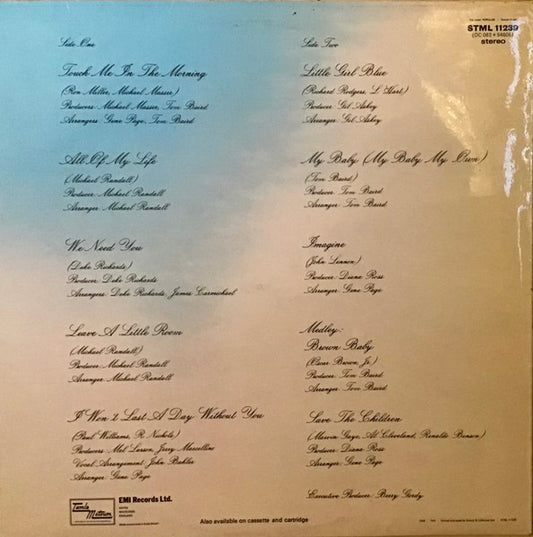 STML 11239
stereo
Side One
Touch Me In The Morning
(Ron Miller, Michael Masser)
Producers: Michael Masser, Tom Baird
Arrangers: Gene Page, Tom Baird
All Of My Life
(Michael Randall)
Producer: Michael Randall
Arranger: Michael Randall
We Need You
(Deke Richards)
Producer: Deke Richards
Arrangers: Deke Richards, James Carmichael
Leave A Little Room
(Michael Randall)
Producer: Michael Randall
Arranger: Michael Randall
I Won't Last A Day Without You
(Paul Williams, R. Nichols)
Producers: Mel Larson, Jerry Marcellino
Vocal Arrangement: John Bahler
Arranger: Gene Page
Side Two
Little Girl Blue
(Richard Rodgers, L. Hart)
Producer: Gil Askey
Arranger: Gil Askey
My Baby (My Baby My Own)
(Tom Baird)
Producer: Tom Baird
Arranger: Tom Baird
Imagine
(John Lennon)
Producer: Diana Ross
Arranger: Gene Page
Medley:
Brown Baby
(Oscar Brown, Jr.)
Producer: Tom Baird
Arranger: Tom Baird
Save The Children
(Marvin Gaye, Al Cleveland, Renaldo Benson)
Producer: Diana Ross
Arranger: Gene Page
Executive Producer: Berry Gordy
Tamla Motown
EMI Records Ltd.
Also available on cassette and cartridge